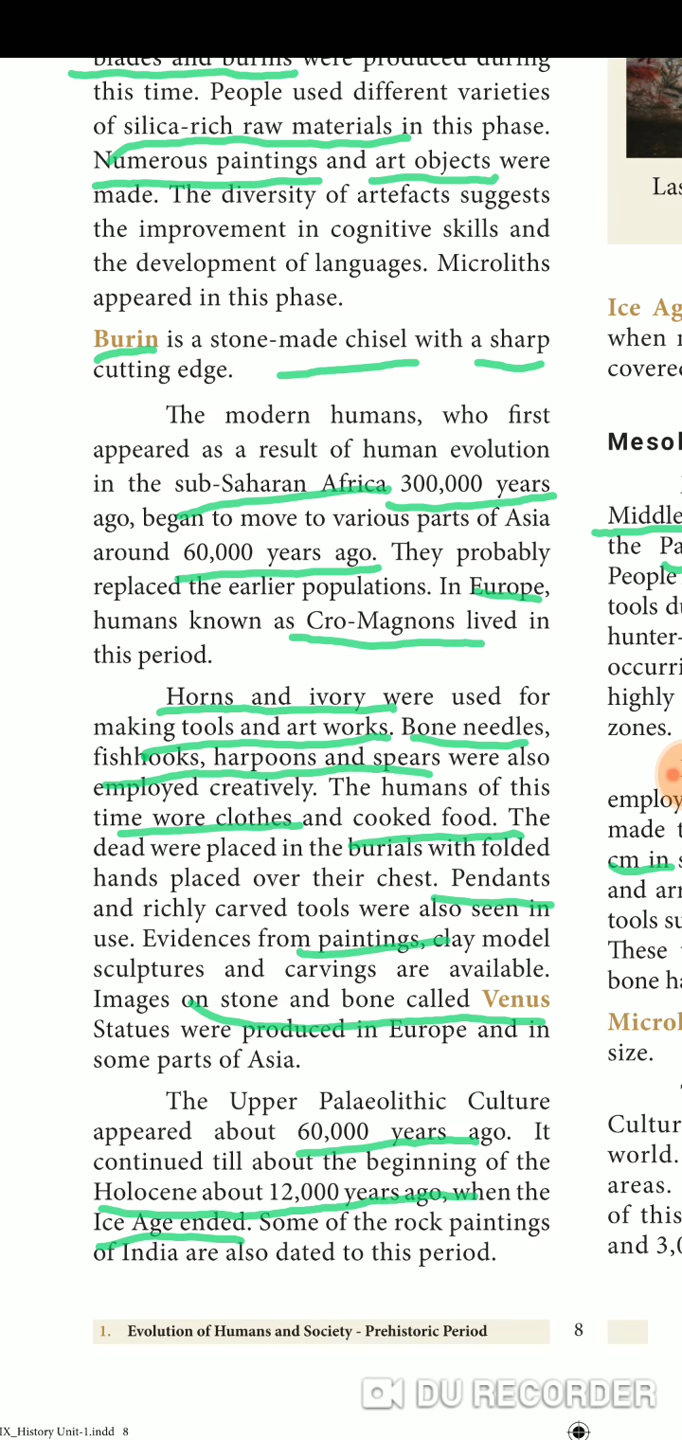 blades and burins were produced during
this time. People used different varieties
of silica-rich raw materials in this phase.
Numerous paintings and art objects were
made. The diversity of artefacts suggests
the improvement in cognitive skills and
the development of languages. Microliths
appeared in this phase.
Burin is a stone-made chisel with a sharp
cutting edge.
The modern humans, who first
appeared as a result of human evolution
in the sub-Saharan Africa 300,000 years
ago, began to move to various parts of Asia
around 60,000 years ago. They probably
replaced the earlier populations. In Europe,
humans known as Cro-Magnons lived in
this period.
Horns and ivory were used for
making tools and art works. Bone needles,
fishhooks, harpoons and spears were also
employed creatively. The humans of this
time wore clothes and cooked food. The
dead were placed in the burials with folded
hands placed over their chest. Pendants
and richly carved tools were also seen in
use. Evidences from paintings, clay model
sculptures and carvings are available.
Images on stone and bone called Venus
Statues were produced in Europe and in
some parts of Asia.
The Upper Palaeolithic Culture
appeared about 60,000 years ago. It
continued till about the beginning of the
Holocene about 12,000 years ago, when the
Ice Age ended. Some of the rock paintings
of India are also dated to this period.
1. Evolution of Humans and Society - Prehistoric Period
8
Las
Ice Ag
when
covere
Mesol
Middle
the Pa
People
tools du
hunter-
occurri
highly
zones.
employ
made t
cm in s
and arr
tools su
These
bone ha
Microl
size.
Cultur
world.
areas.
of this
and 3,0
DU RECORDER
IX_History Unit-1.indd 8